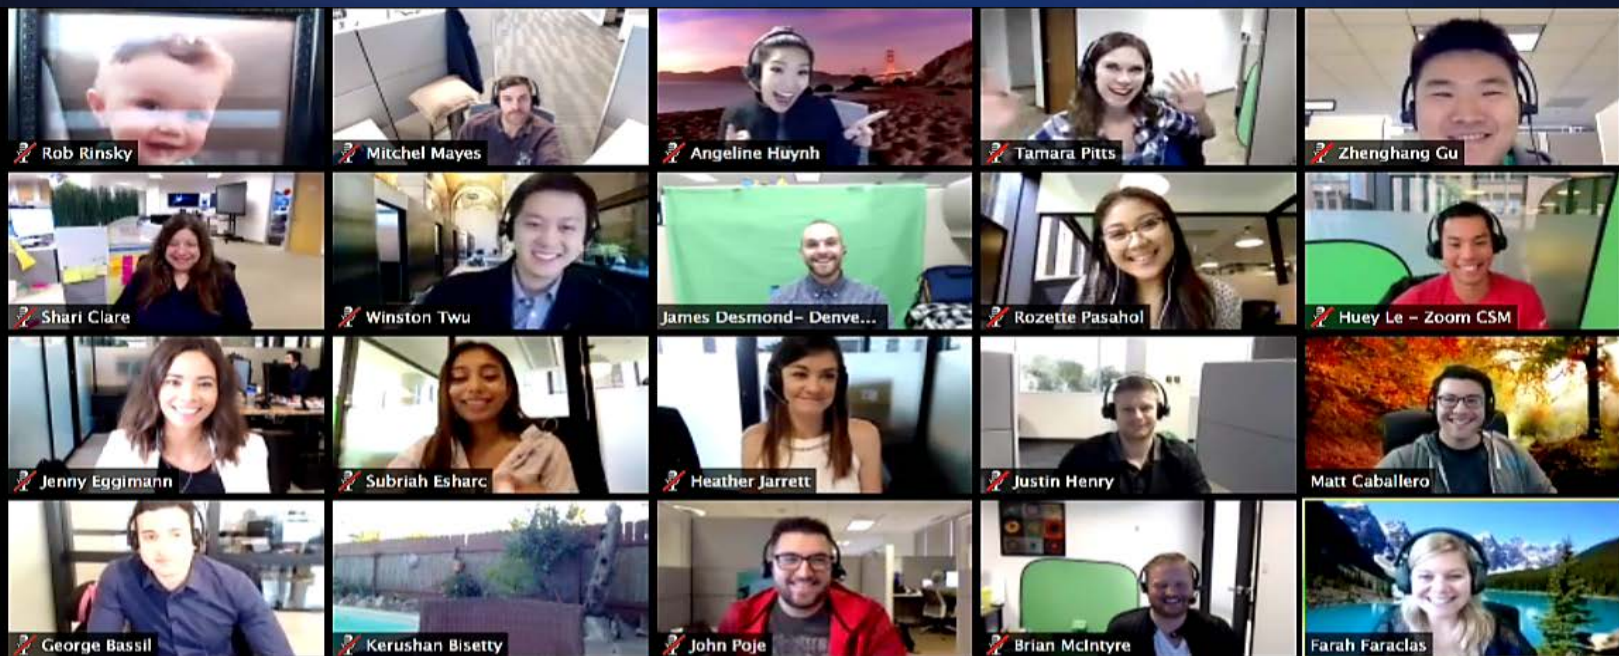 Rob Rinsky
Mitchel Mayes
Angeline Huynh
Tamara Pitts
Zhenghang Gu
Shari Clare
Winston Twu
James Desmond- Denve...
Rozette Pasahol
Huey Le – Zoom CSM
Jenny Eggimann
Subriah Esharc
Heather Jarrett
Justin Henry
Matt Caballero
George Bassil
Kerushan Bisetty
John Poje
Brian McIntyre
Farah Faraclas